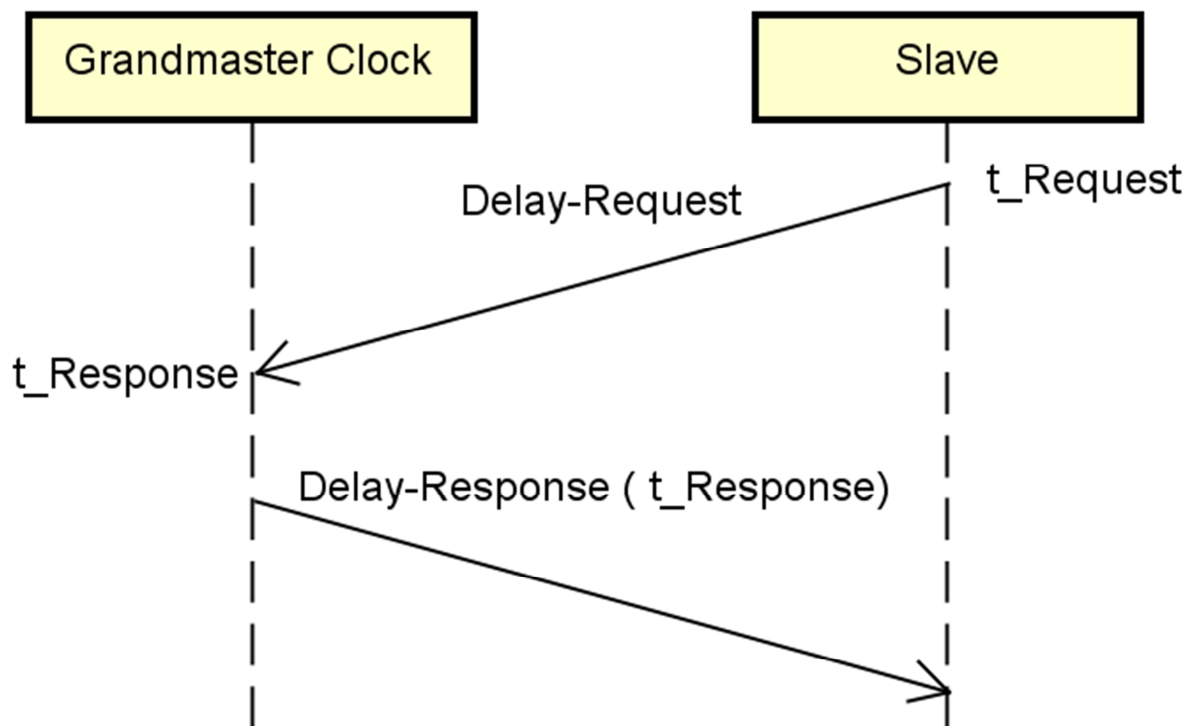 Grandmaster Clock
Slave
t_Request
Delay-Request
t_Response
Delay-Response ( t_Response)